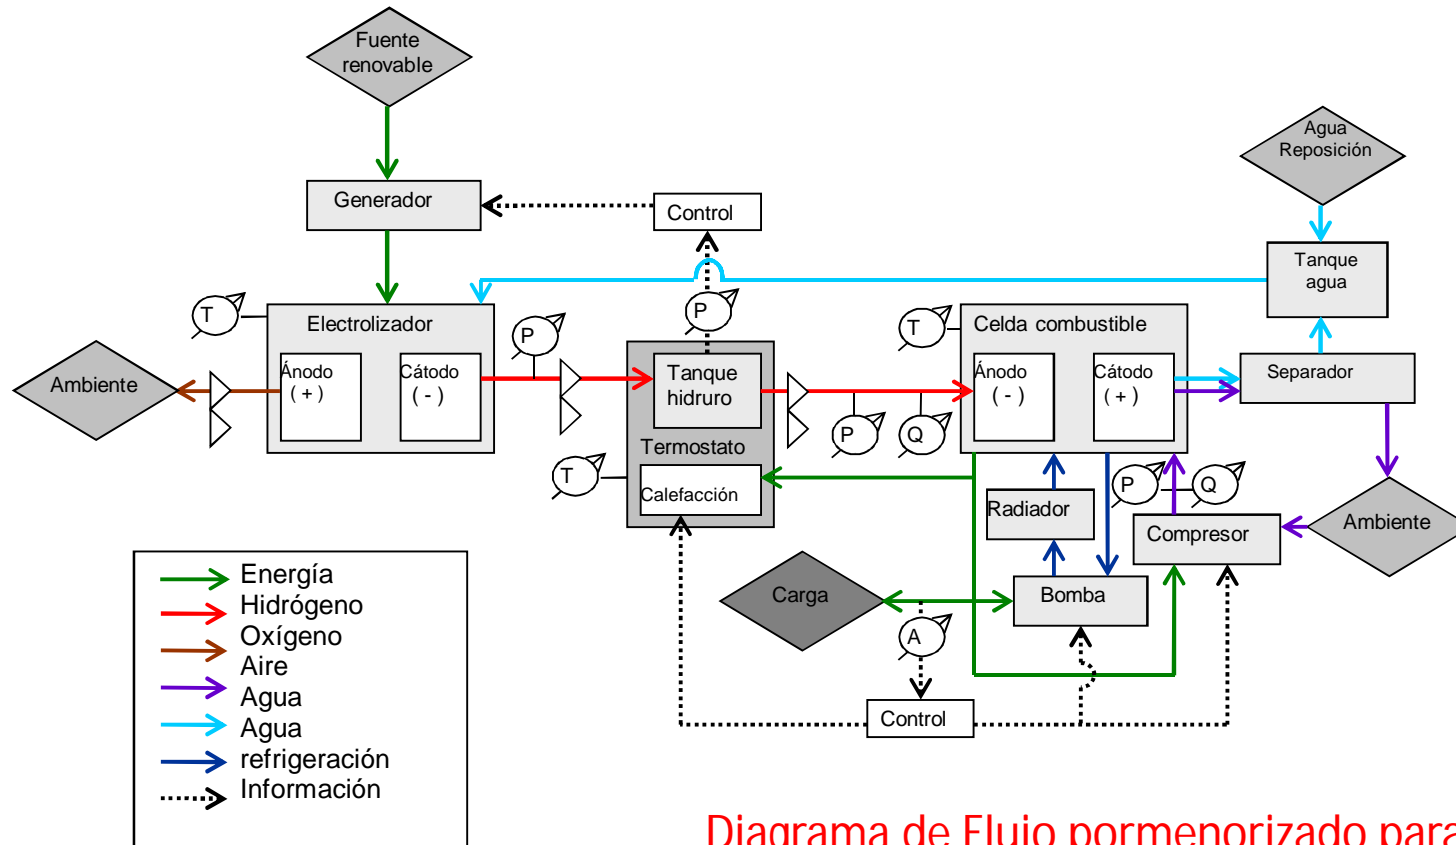 Fuente
renovable
Agua
Reposición
Generador
Control
Tanque
agua
T
Electrolizador
P
P
T
Celda combustible
Ambiente
Ánodo
( + )
Cátodo
( - )
Tanque
hidruro
Ánodo
( - )
Cátodo
( + )
Separador
P
Q
Termostato
T
Calefacción
P
Q
Radiador
Compresor
Ambiente
Carga
Bomba
A
Control
Energía
Hidrógeno
Oxígeno
Aire
Agua
Agua
refrigeración
Información
Diagrama de Flujo pormenorizado para